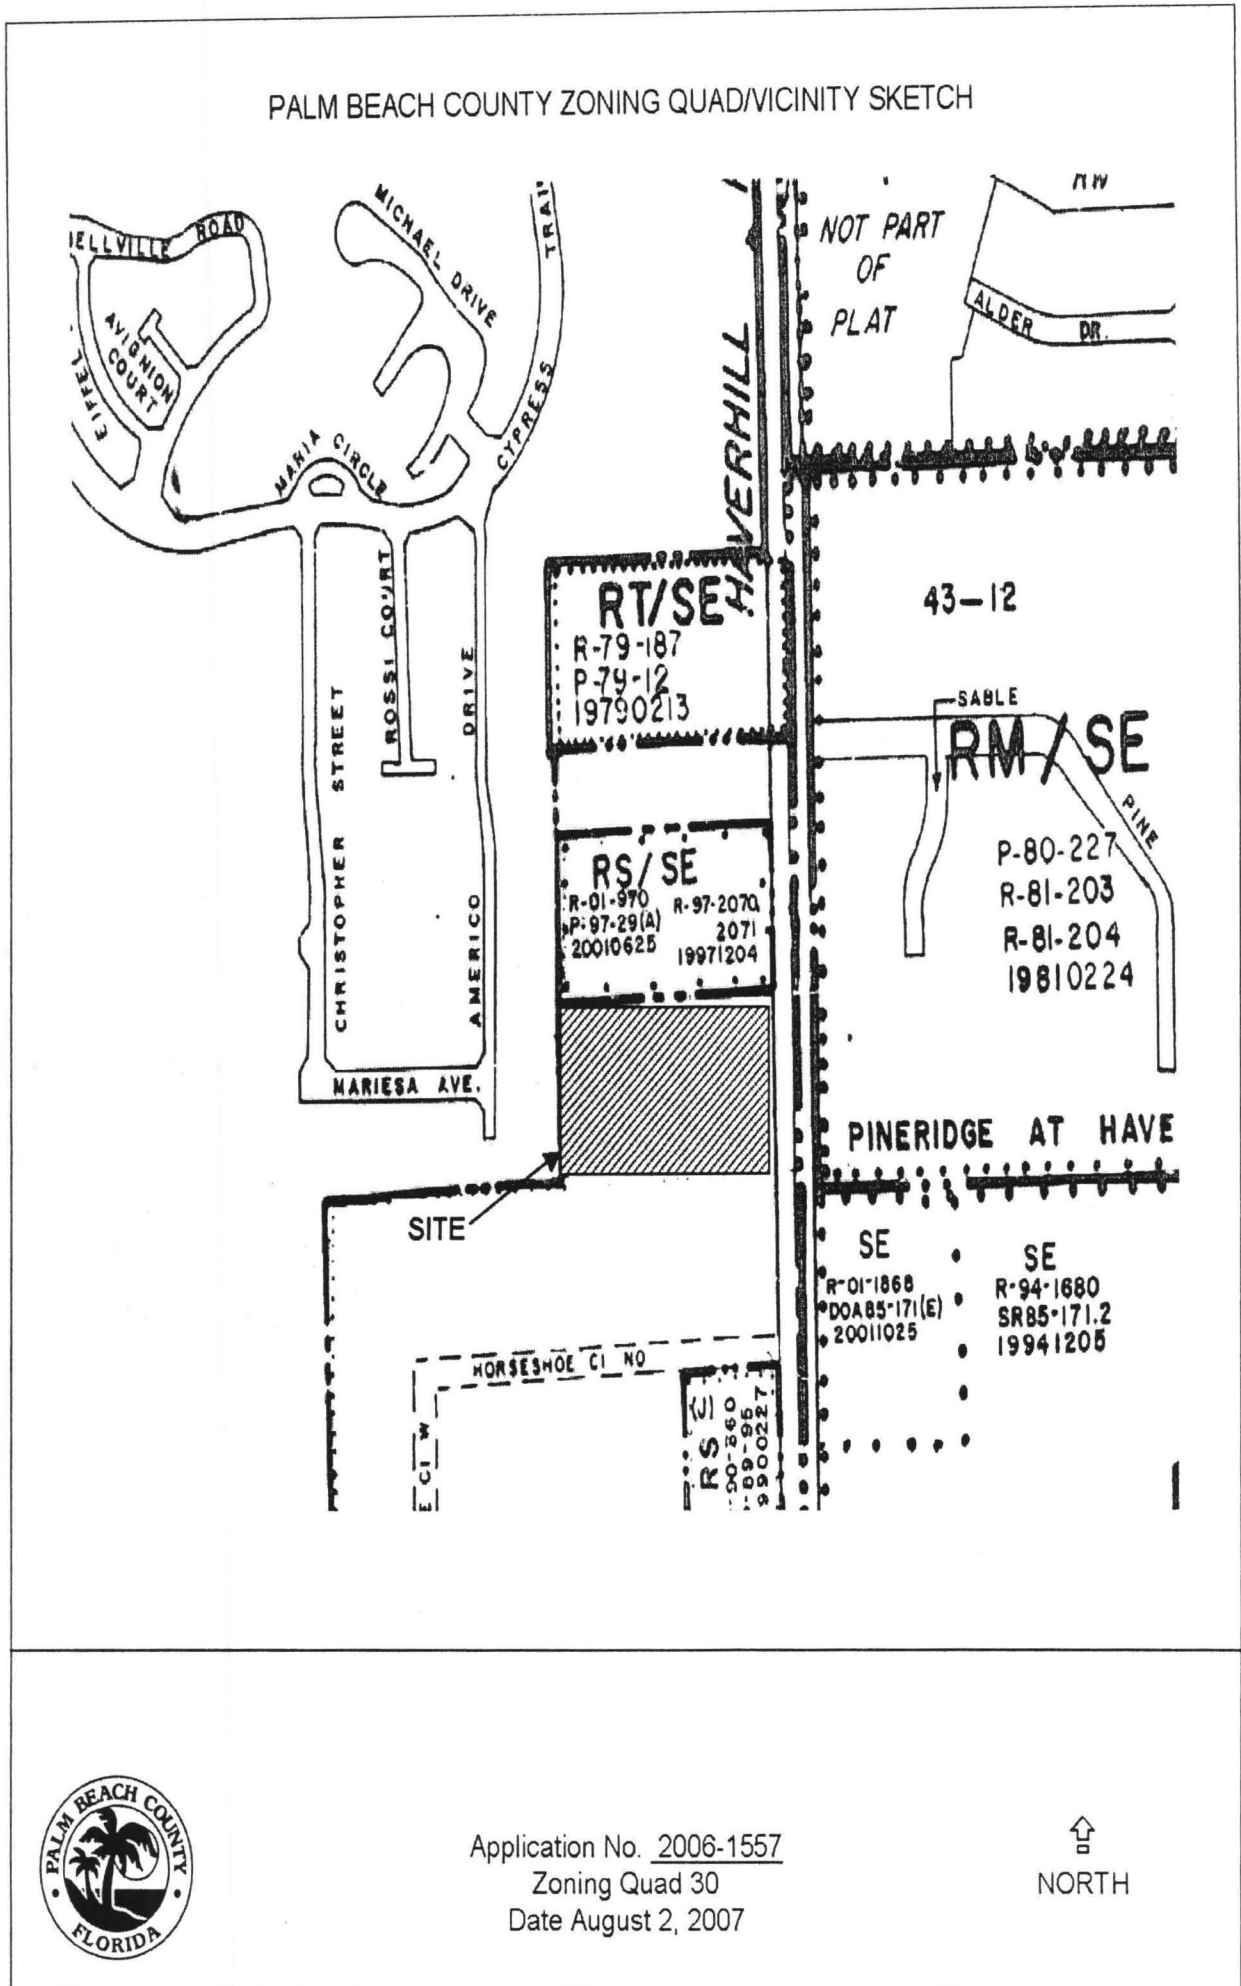 PALM BEACH COUNTY ZONING QUAD/VICINITY SKETCH
ELLVILLE ROAD
AVIGNION
COURT
EIFFEL
MICHAEL DRIVE
CYPRESS TRAI
MARIA CIRCLE
CHRISTOPHER STREET
ROSSI COURT
AMERICO DRIVE
MARIESA AVE.
HAVERHILL
NOT PART
OF
PLAT
ALDER DR.
RT/SE
R-79-187
P-79-12
19790213
43-12
SABLE
RM / SE
PINE
P-80-227
R-81-203
R-81-204
19810224
RS/SE
R-01-970
P-97-29(A)
20010625
R-97-2070,
2071
19971204
PINERIDGE AT HAVE
SITE
SE
R-01-1868
DOA85-171(E)
20011025
SE
R-94-1680
SR85-171.2
19941205
HORSESHOE CI NO
E CI W
RS
-89-95
9900227
PALM BEACH COUNTY
FLORIDA
Application No. 2006-1557
Zoning Quad 30
Date August 2, 2007
NORTH